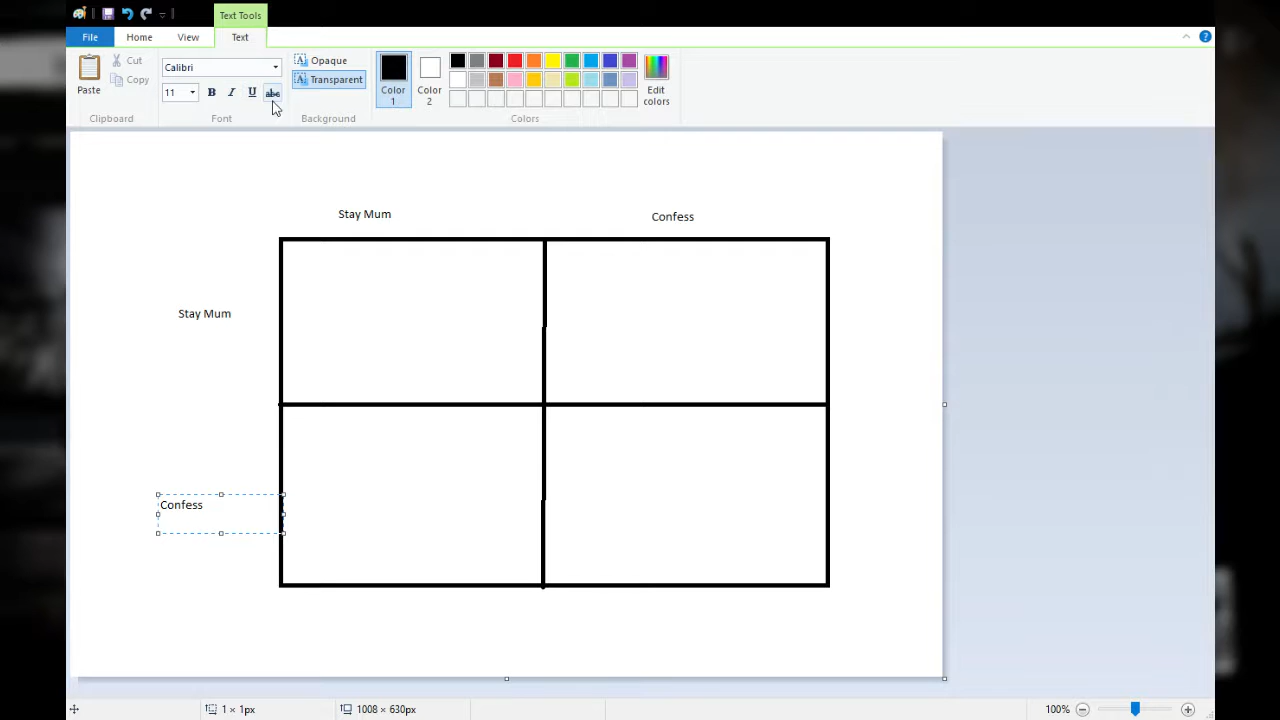 Text Tools
File Home View Text
Paste
Cut
Copy
Clipboard
Calibri
11 B I U abc
Font
Opaque
Transparent
Background
Color 1
Color 2
Edit colors
Colors
Stay Mum Confess
Stay Mum
Confess
1 × 1px 1008 × 630px 100%